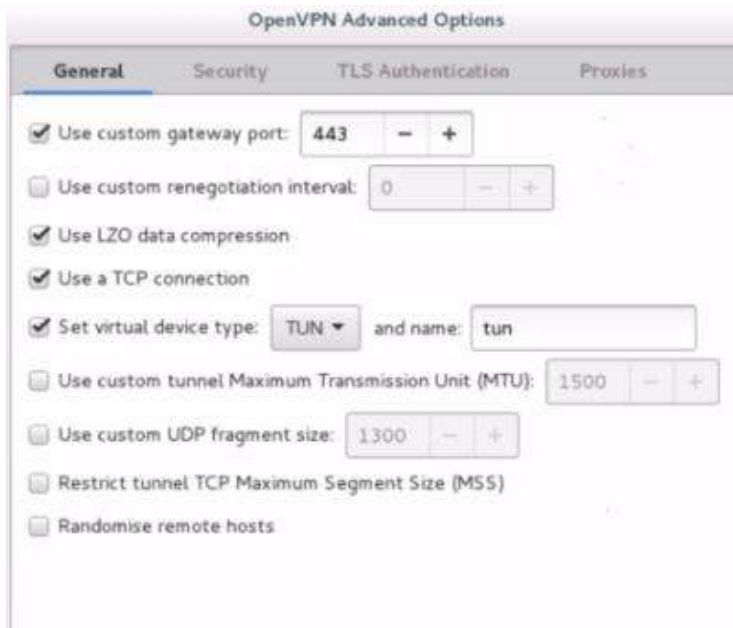 OpenVPN Advanced Options
General Security TLS Authentication Proxies
Use custom gateway port: 443 − +
Use custom renegotiation interval: 0 − +
Use LZO data compression
Use a TCP connection
Set virtual device type: TUN and name: tun
Use custom tunnel Maximum Transmission Unit (MTU): 1500 − +
Use custom UDP fragment size: 1300 − +
Restrict tunnel TCP Maximum Segment Size (MSS)
Randomise remote hosts